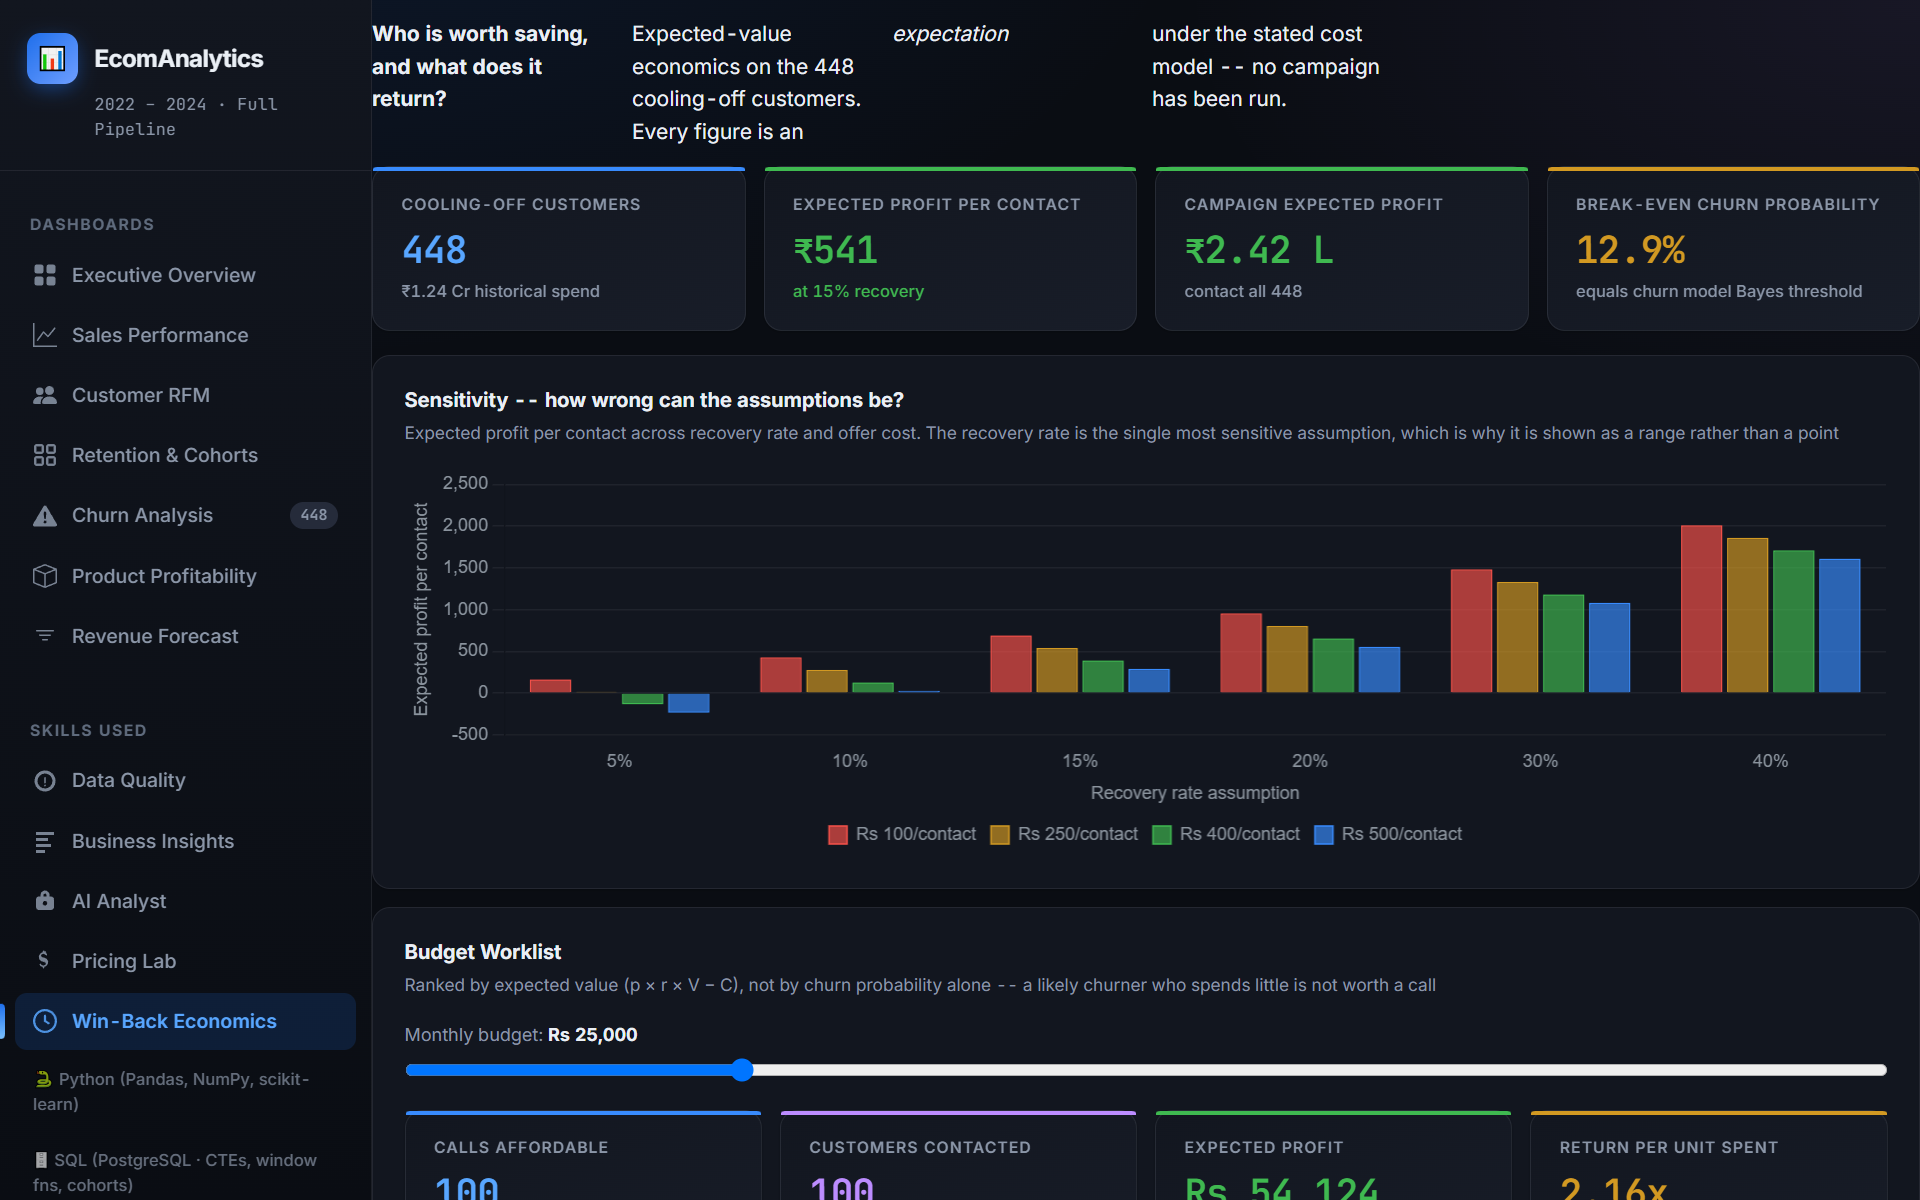 EcomAnalytics
2022 – 2024 · Full
Pipeline
DASHBOARDS
Executive Overview
Sales Performance
Customer RFM
Retention & Cohorts
Churn Analysis
448
Product Profitability
Revenue Forecast
SKILLS USED
Data Quality
Business Insights
AI Analyst
Pricing Lab
Win-Back Economics
Python (Pandas, NumPy, scikit-
learn)
SQL (PostgreSQL · CTEs, window
fns, cohorts)
Who is worth saving,
and what does it
return?
Expected-value
economics on the 448
cooling-off customers.
Every figure is an
expectation
under the stated cost
model -- no campaign
has been run.
COOLING-OFF CUSTOMERS
448
₹1.24 Cr historical spend
EXPECTED PROFIT PER CONTACT
₹541
at 15% recovery
CAMPAIGN EXPECTED PROFIT
₹2.42 L
contact all 448
BREAK-EVEN CHURN PROBABILITY
12.9%
equals churn model Bayes threshold
Sensitivity -- how wrong can the assumptions be?
Expected profit per contact across recovery rate and offer cost. The recovery rate is the single most sensitive assumption, which is why it is shown as a range rather than a point
Expected profit per contact
2,500
2,000
1,500
1,000
500
0
-500
5%
10%
15%
20%
30%
40%
Recovery rate assumption
Rs 100/contact
Rs 250/contact
Rs 400/contact
Rs 500/contact
Budget Worklist
Ranked by expected value (p × r × V − C), not by churn probability alone -- a likely churner who spends little is not worth a call
Monthly budget: Rs 25,000
CALLS AFFORDABLE
100
CUSTOMERS CONTACTED
100
EXPECTED PROFIT
Rs 54,124
RETURN PER UNIT SPENT
2.16x